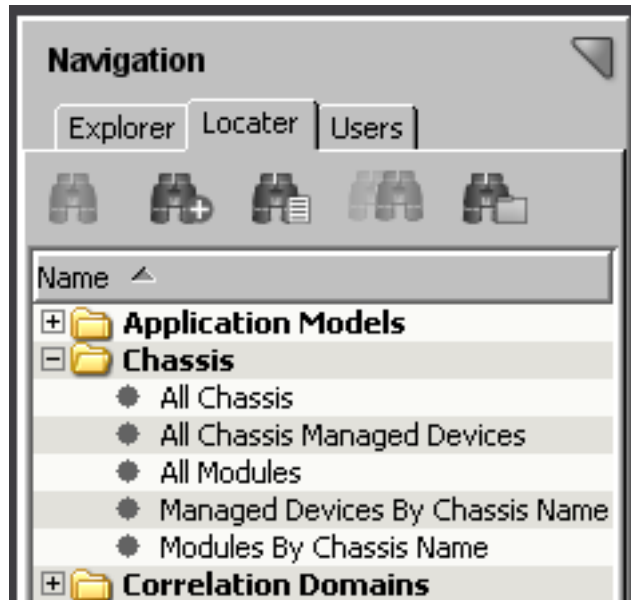 Navigation
Explorer Locater Users
Name
Application Models
Chassis
All Chassis
All Chassis Managed Devices
All Modules
Managed Devices By Chassis Name
Modules By Chassis Name
Correlation Domains